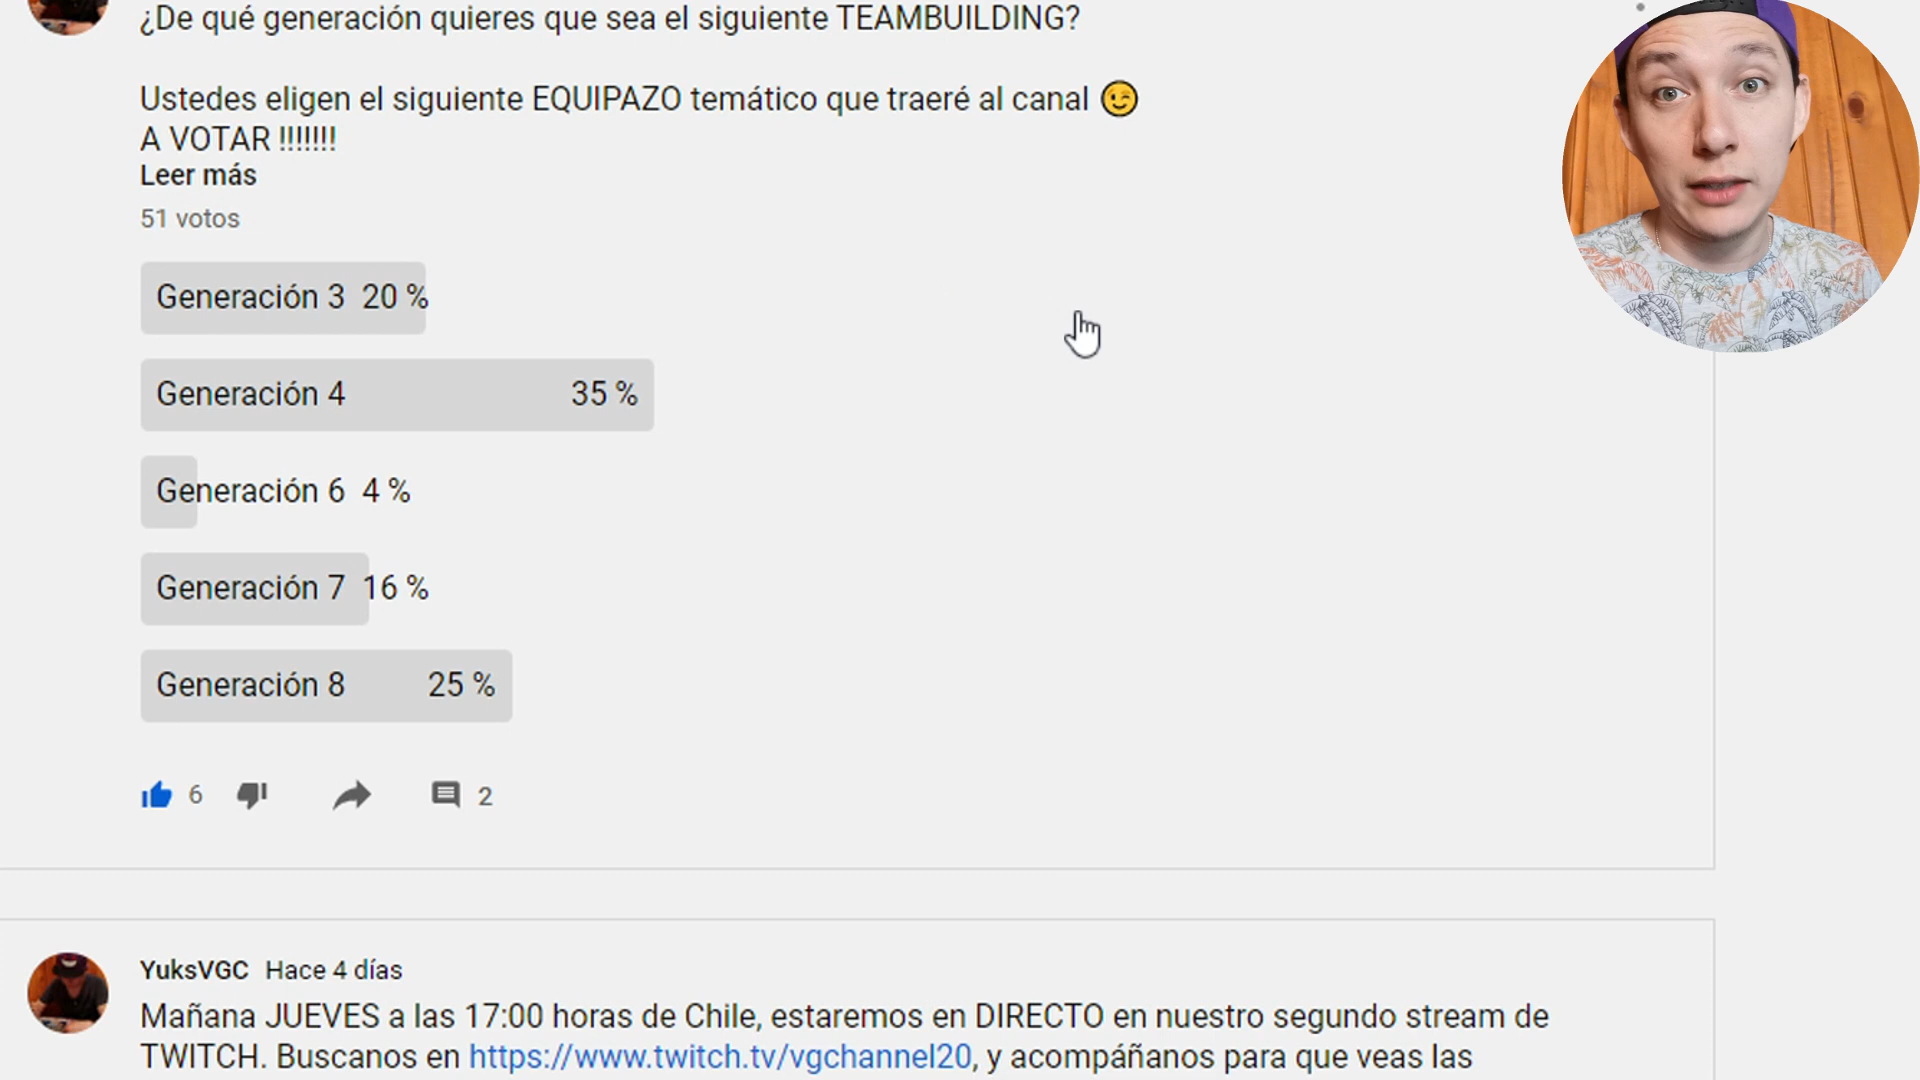 ¿De qué generación quieres que sea el siguiente TEAMBUILDING?
Ustedes eligen el siguiente EQUIPAZO temático que traeré al canal 😉
A VOTAR !!!!!!!
Leer más
51 votos
Generación 3 20 %
Generación 4 35 %
Generación 6 4 %
Generación 7 16 %
Generación 8 25 %
6 2
YuksVGC Hace 4 días
Mañana JUEVES a las 17:00 horas de Chile, estaremos en DIRECTO en nuestro segundo stream de
TWITCH. Buscanos en https://www.twitch.tv/vgchannel20, y acompáñanos para que veas las